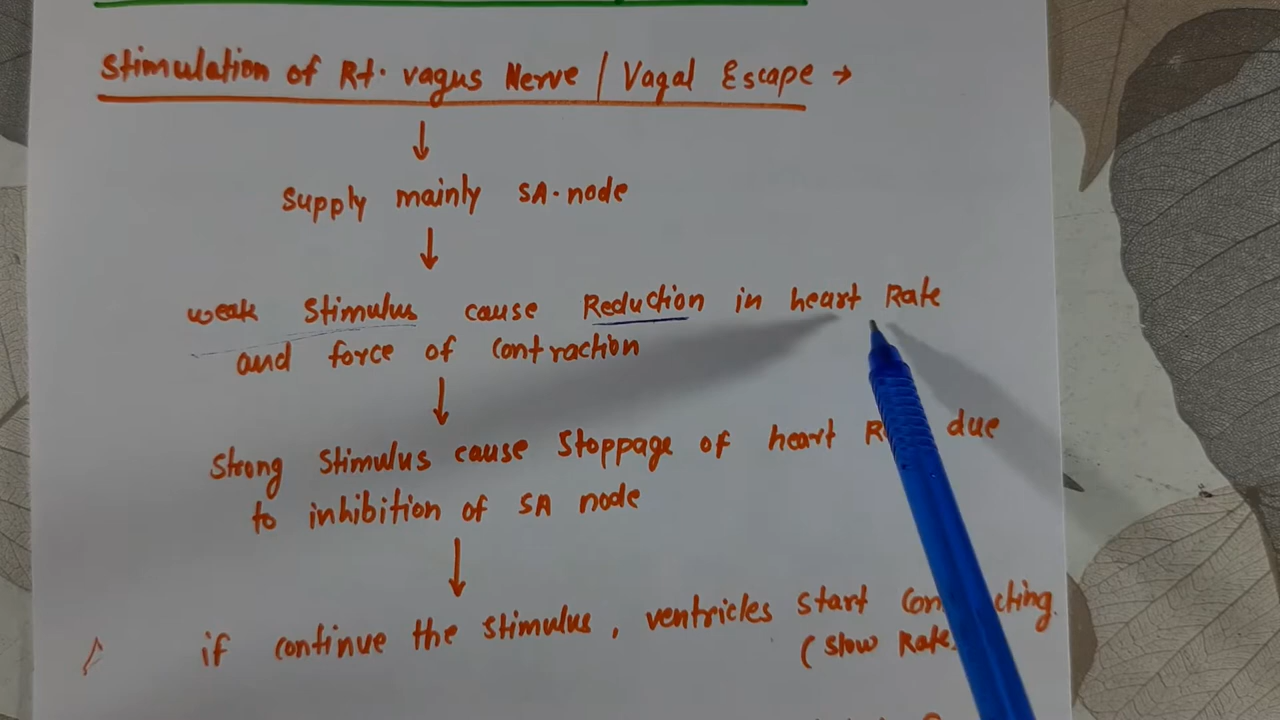 Stimulation of Rt. vagus Nerve / Vagal Escape →
↓
Supply mainly SA-node
↓
weak Stimulus cause Reduction in heart Rate
and force of contraction
↓
Strong Stimulus cause Stoppage of heart due
to inhibition of SA node
↓
if continue the stimulus, ventricles start
(slow Rate